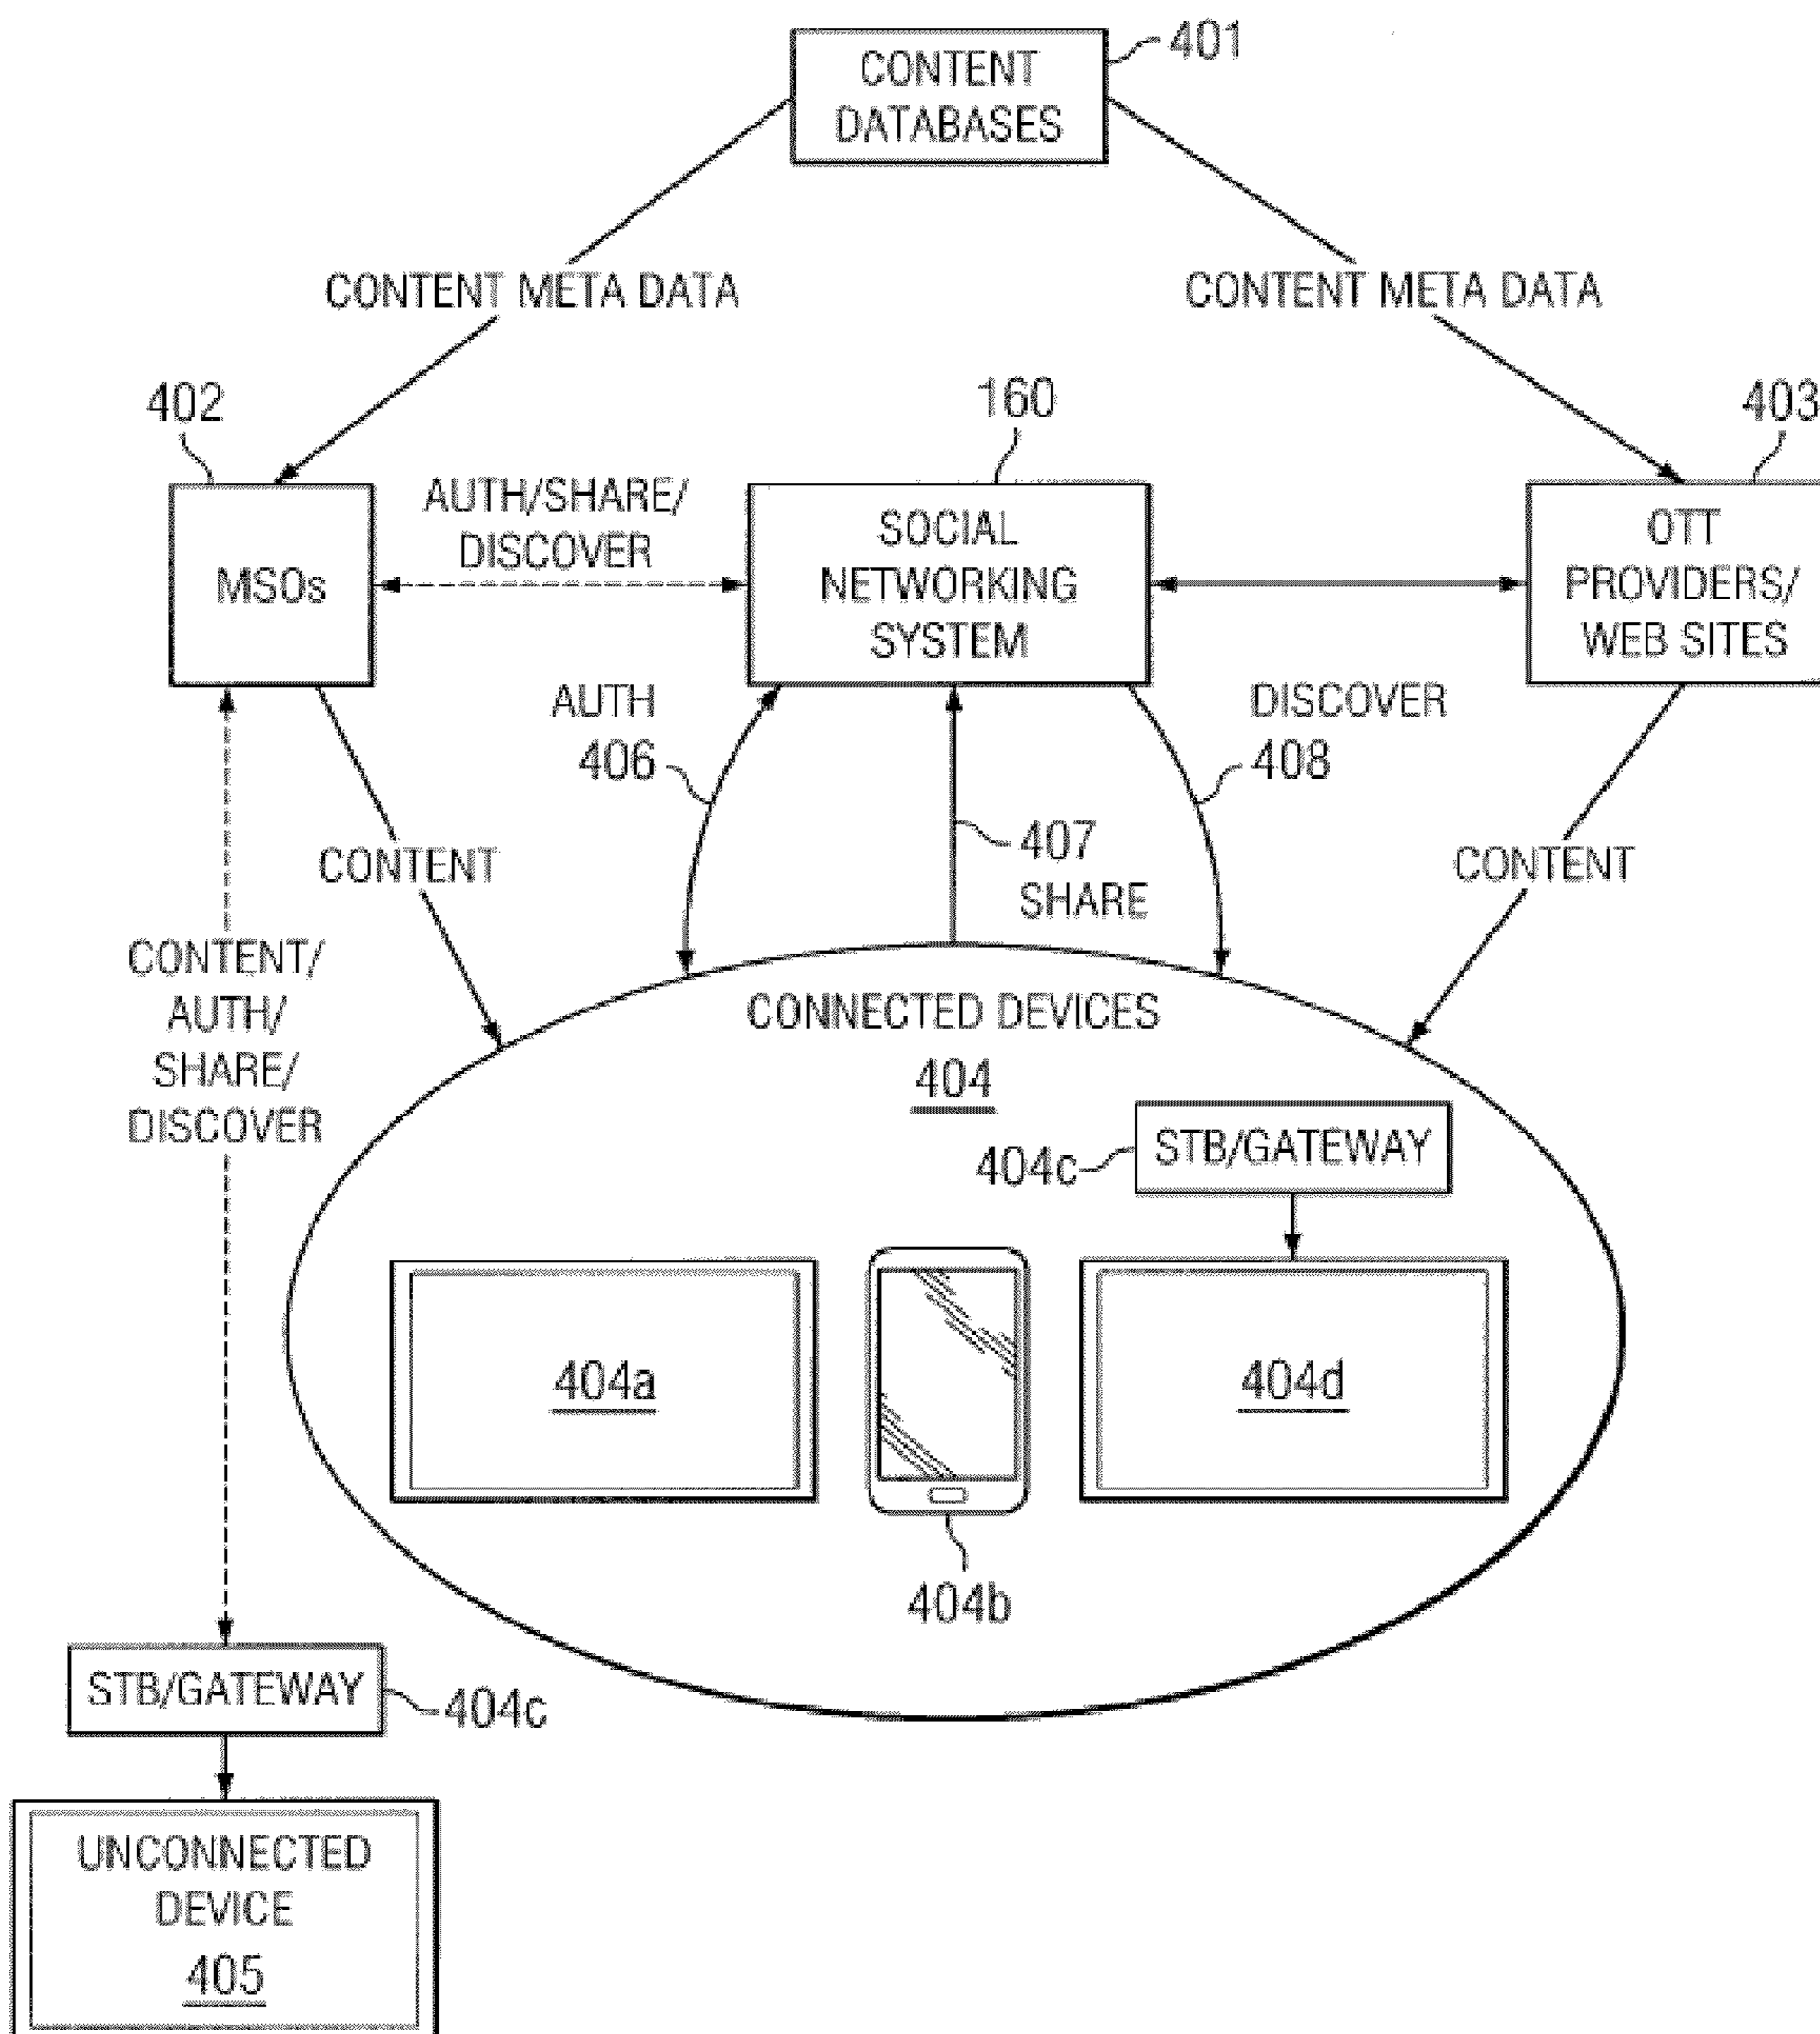 401
CONTENT
DATABASES
CONTENT META DATA
CONTENT META DATA
402
160
403
MSOs
AUTH/SHARE/
DISCOVER
SOCIAL
NETWORKING
SYSTEM
OTT
PROVIDERS/
WEB SITES
AUTH
406
DISCOVER
408
407
SHARE
CONTENT
CONTENT
CONTENT/
AUTH/
SHARE/
DISCOVER
CONNECTED DEVICES
404
404c
STB/GATEWAY
404a
404d
404b
STB/GATEWAY
404c
UNCONNECTED
DEVICE
405